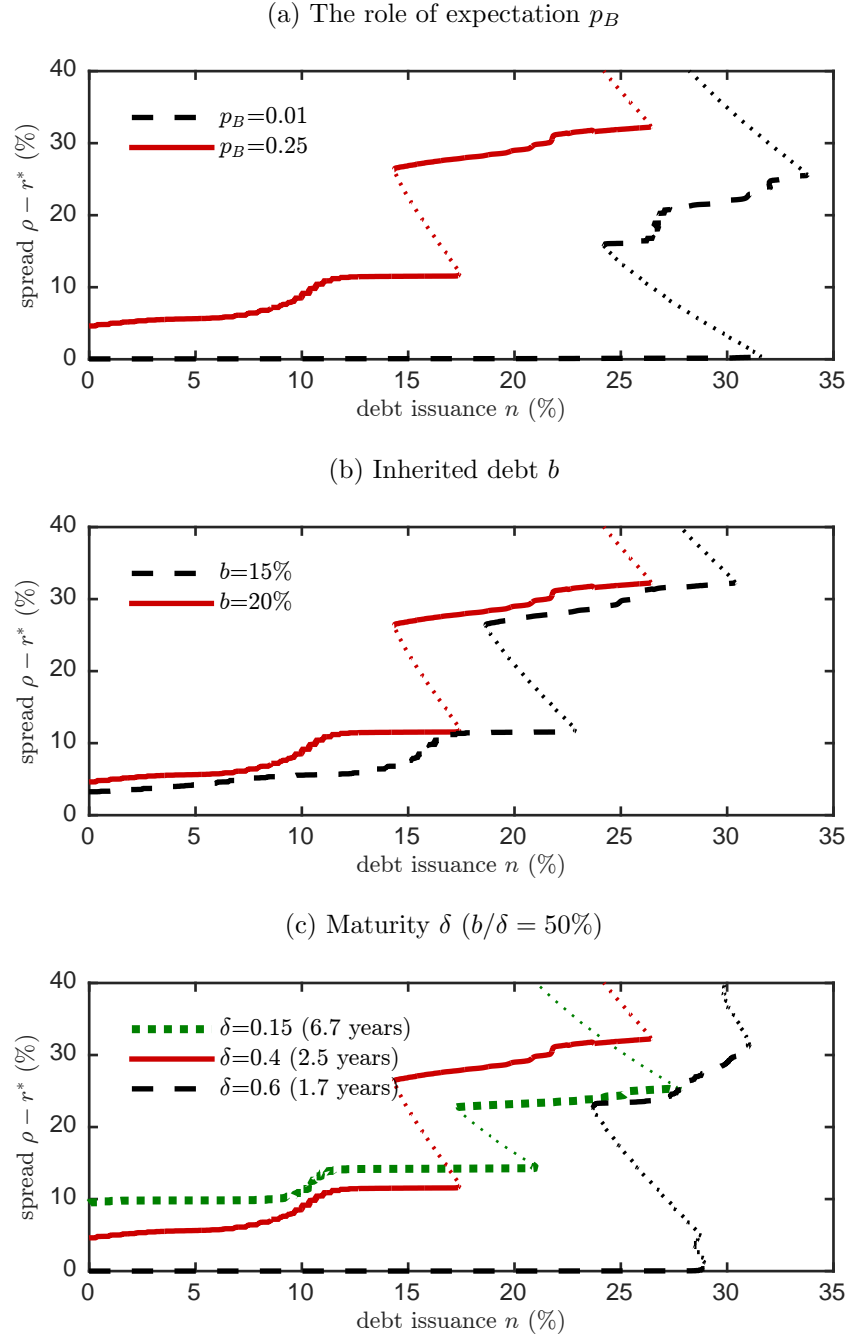 (a) The role of expectation $p_B$
40
30
20
10
0
spread ρ − r* (%)
p_B=0.01
p_B=0.25
0 5 10 15 20 25 30 35
debt issuance n (%)
(b) Inherited debt b
40
30
20
10
0
spread ρ − r* (%)
b=15%
b=20%
0 5 10 15 20 25 30 35
debt issuance n (%)
(c) Maturity δ (b/δ = 50%)
40
30
20
10
0
spread ρ − r* (%)
δ=0.15 (6.7 years)
δ=0.4 (2.5 years)
δ=0.6 (1.7 years)
0 5 10 15 20 25 30 35
debt issuance n (%)